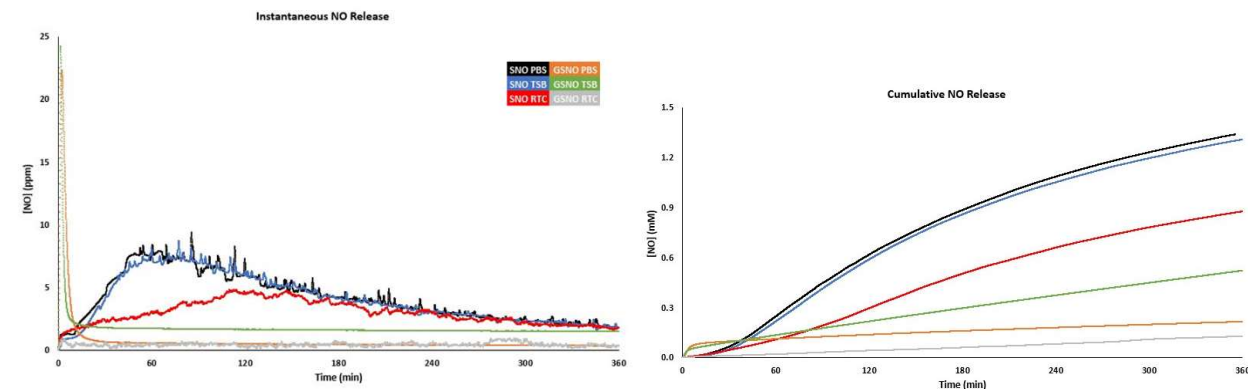 Instantaneous NO Release
25
20
15
10
5
0
[NO] (ppm)
SNO PBS GSNO PBS
SNO TSB GSNO TSB
SNO RTC GSNO RTC
0 60 120 180 240 300 360
Time (min)
Cumulative NO Release
1.5
1.2
0.9
0.6
0.3
0.0
[NO] (mM)
0 60 120 180 240 300 360
Time (min)